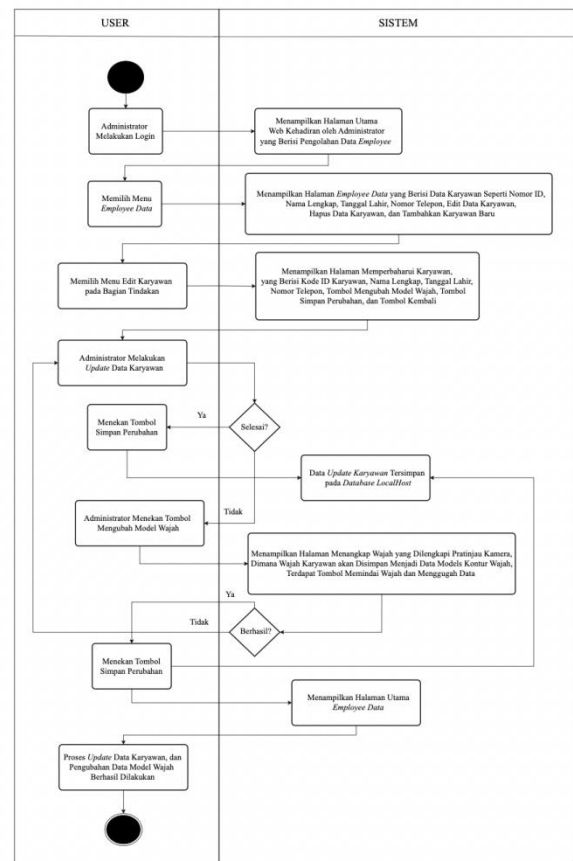 USER
SISTEM
Administrator
Melakukan Login
Menampilkan Halaman Utama
Web Kehadiran oleh Administrator
yang Berisi Pengolahan Data Employee
Memilih Menu
Employee Data
Menampilkan Halaman Employee Data yang Berisi Data Karyawan Seperti Nomor ID,
Nama Lengkap, Tanggal Lahir, Nomor Telepon, Edit Data Karyawan,
Hapus Data Karyawan, dan Tambahkan Karyawan Baru
Memilih Menu Edit Karyawan
pada Bagian Tindakan
Menampilkan Halaman Memperbaharui Karyawan,
yang Berisi Kode ID Karyawan, Nama Lengkap, Tanggal Lahir,
Nomor Telepon, Tombol Mengubah Model Wajah, Tombol
Simpan Perubahan, dan Tombol Kembali
Administrator Melakukan
Update Data Karyawan
Selesai?
Ya
Menekan Tombol
Simpan Perubahan
Data Update Karyawan Tersimpan
pada Database LocalHost
Tidak
Administrator Menekan Tombol
Mengubah Model Wajah
Menampilkan Halaman Menangkap Wajah yang Dilengkapi Pratinjau Kamera,
Dimana Wajah Karyawan akan Disimpan Menjadi Data Models Kontur Wajah,
Terdapat Tombol Memindai Wajah dan Menggugah Data
Ya
Tidak
Berhasil?
Menekan Tombol
Simpan Perubahan
Menampilkan Halaman Utama
Employee Data
Proses Update Data Karyawan, dan
Pengubahan Data Model Wajah
Berhasil Dilakukan